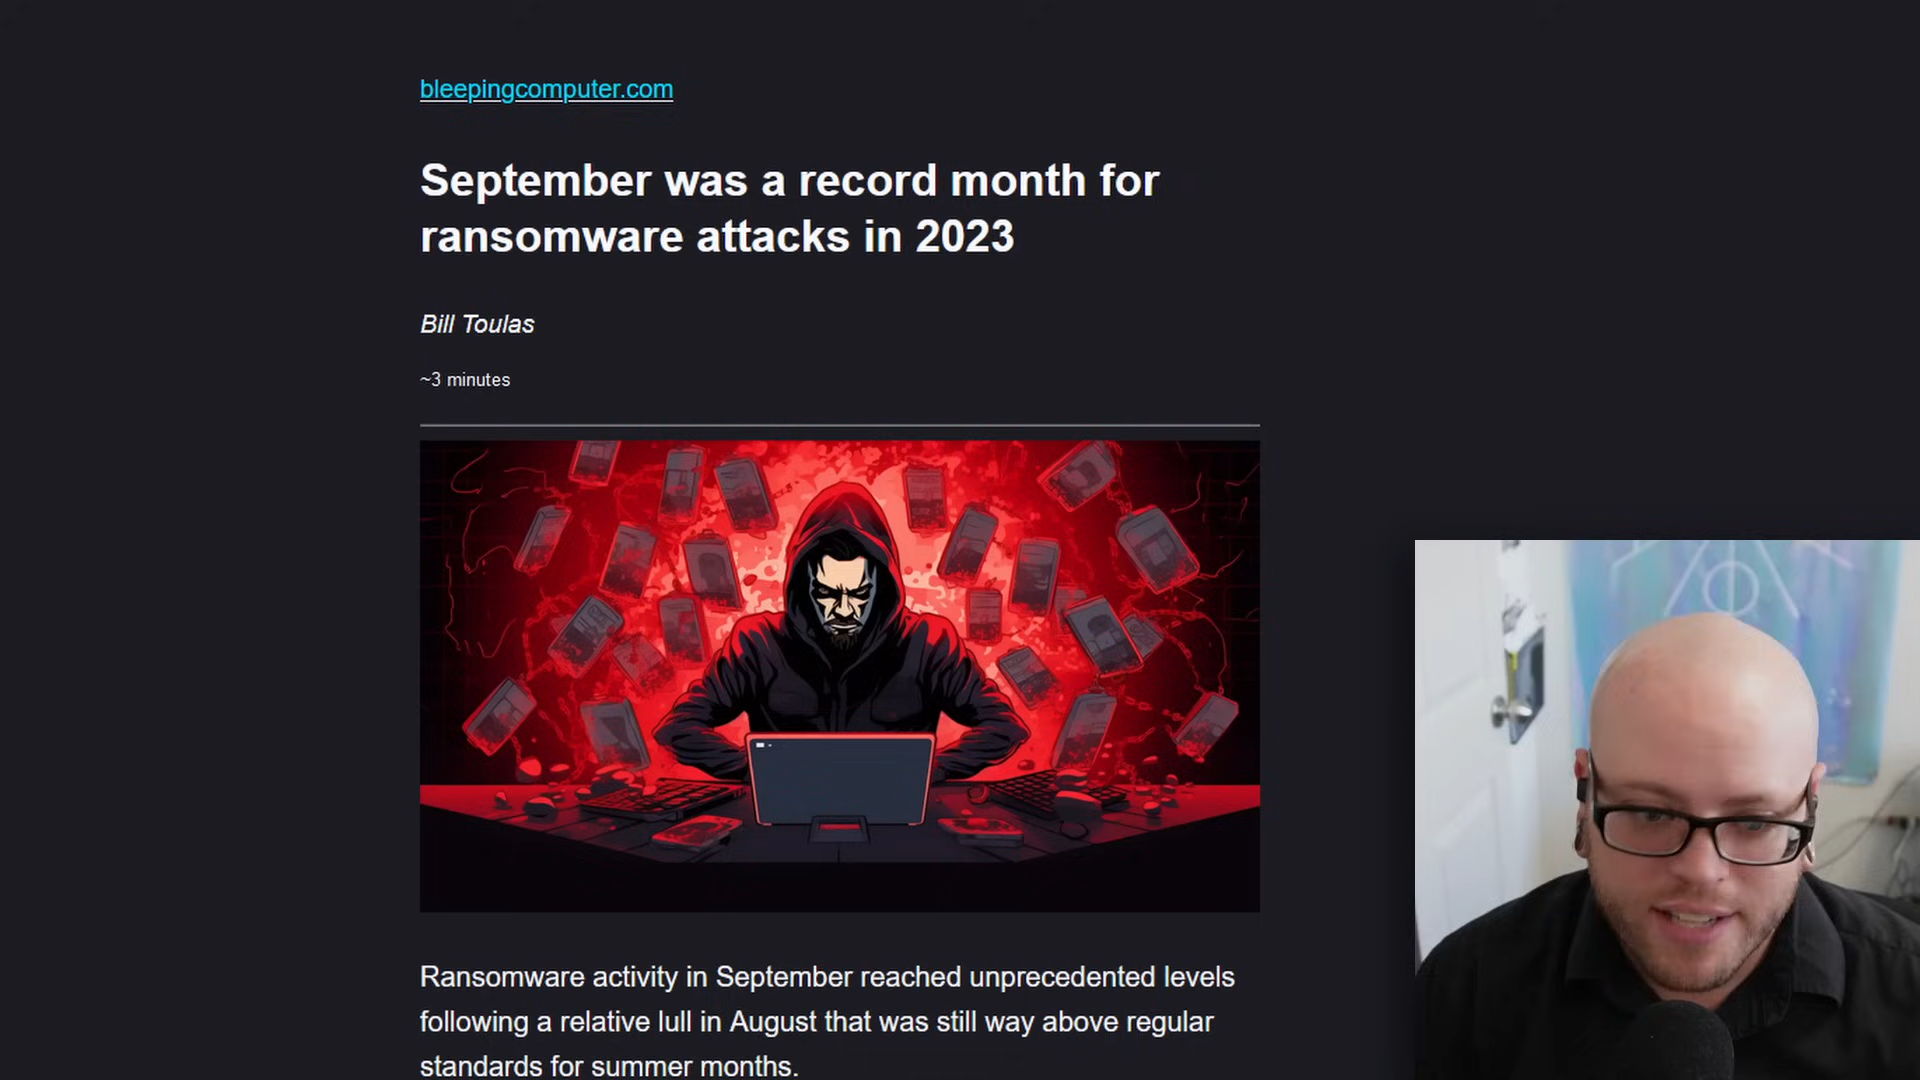 bleepingcomputer.com
September was a record month for
ransomware attacks in 2023
Bill Toulas
~3 minutes
Ransomware activity in September reached unprecedented levels
following a relative lull in August that was still way above regular
standards for summer months.